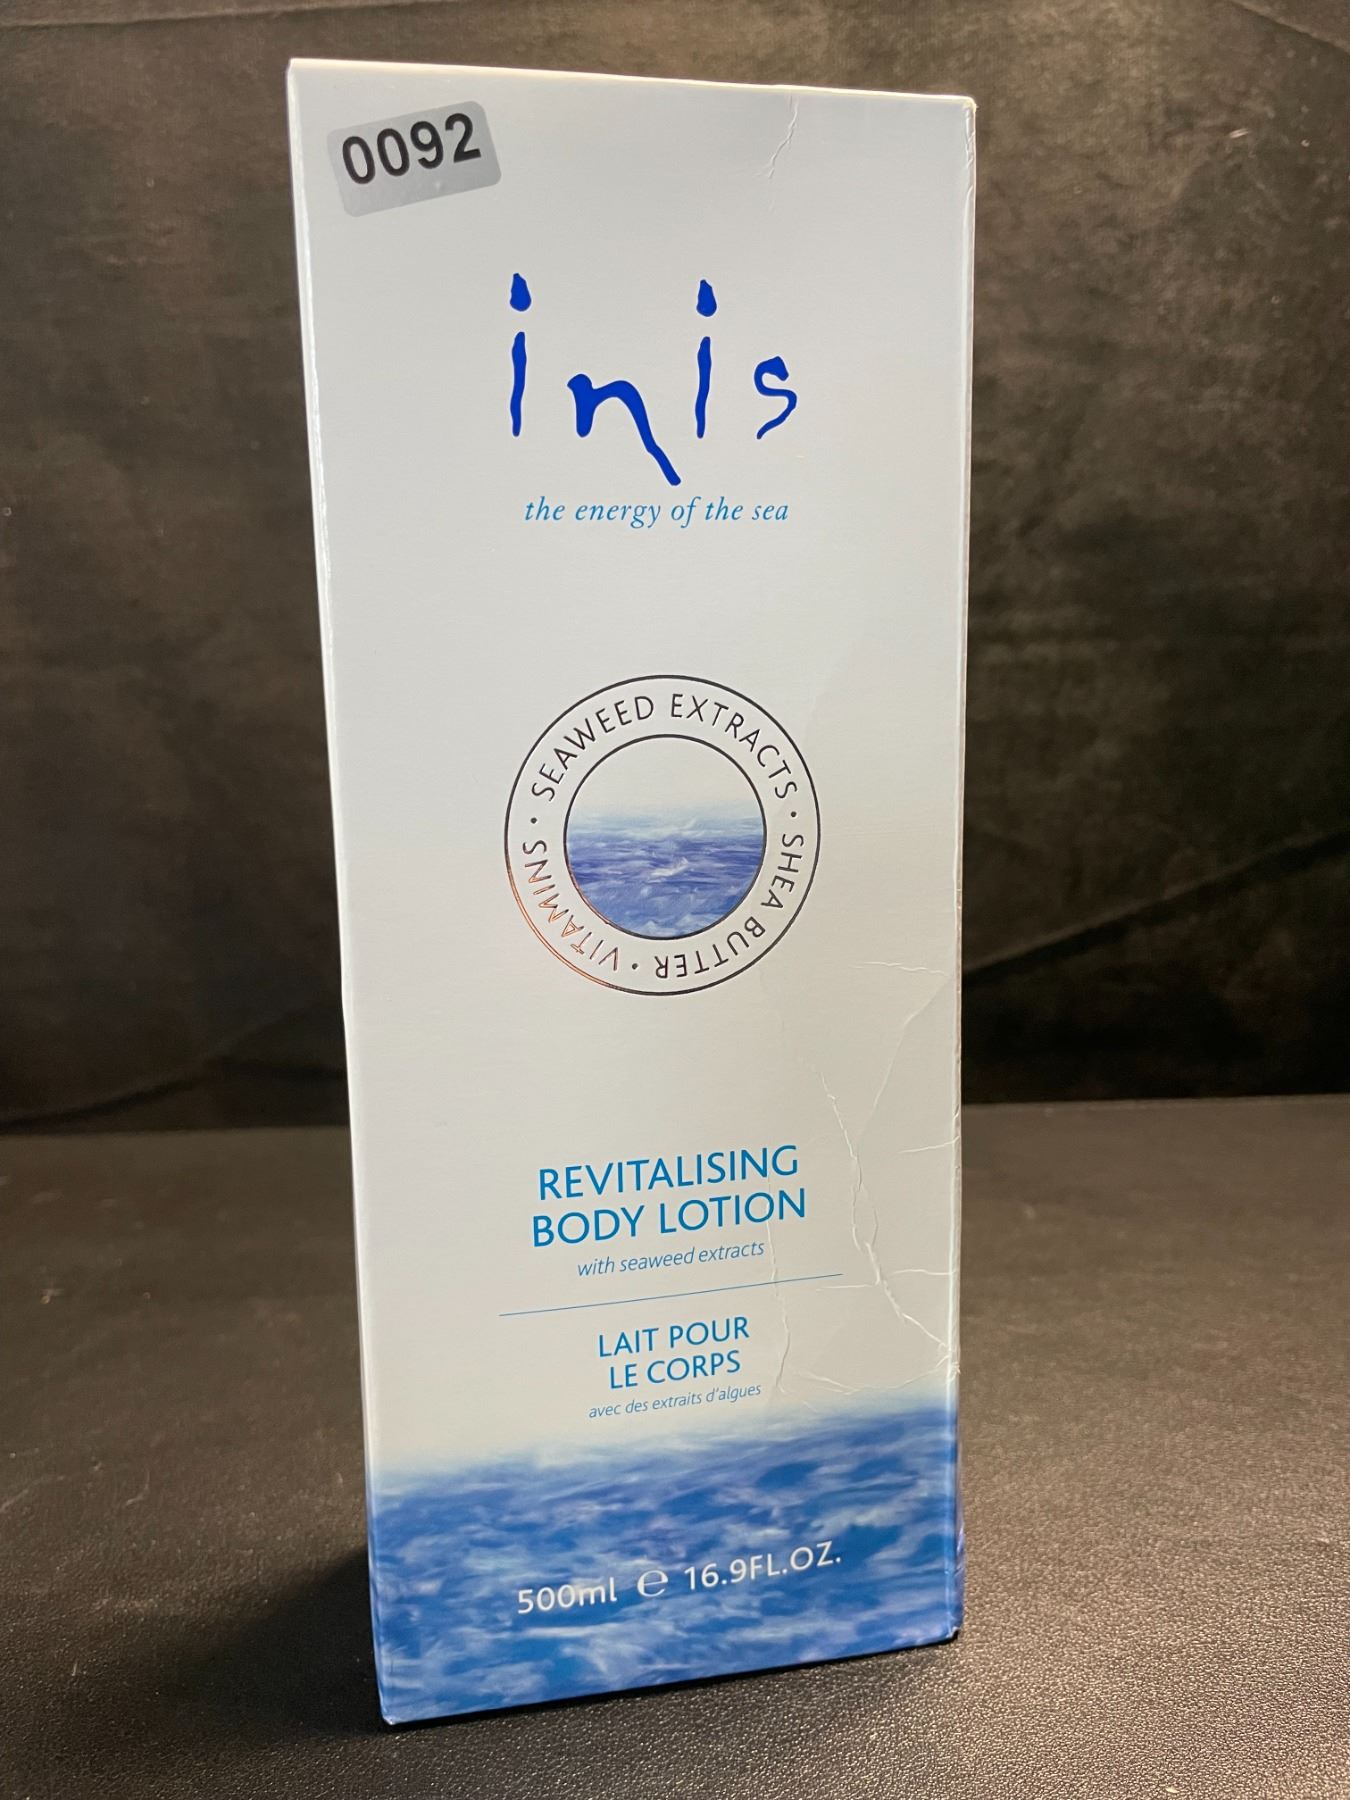 0092
inis
the energy of the sea
· SEAWEED EXTRACTS · SHEA BUTTER · VITAMINS
REVITALISING
BODY LOTION
with seaweed extracts
LAIT POUR
LE CORPS
avec des extraits d'algues
500ml ℮ 16.9FL.OZ.